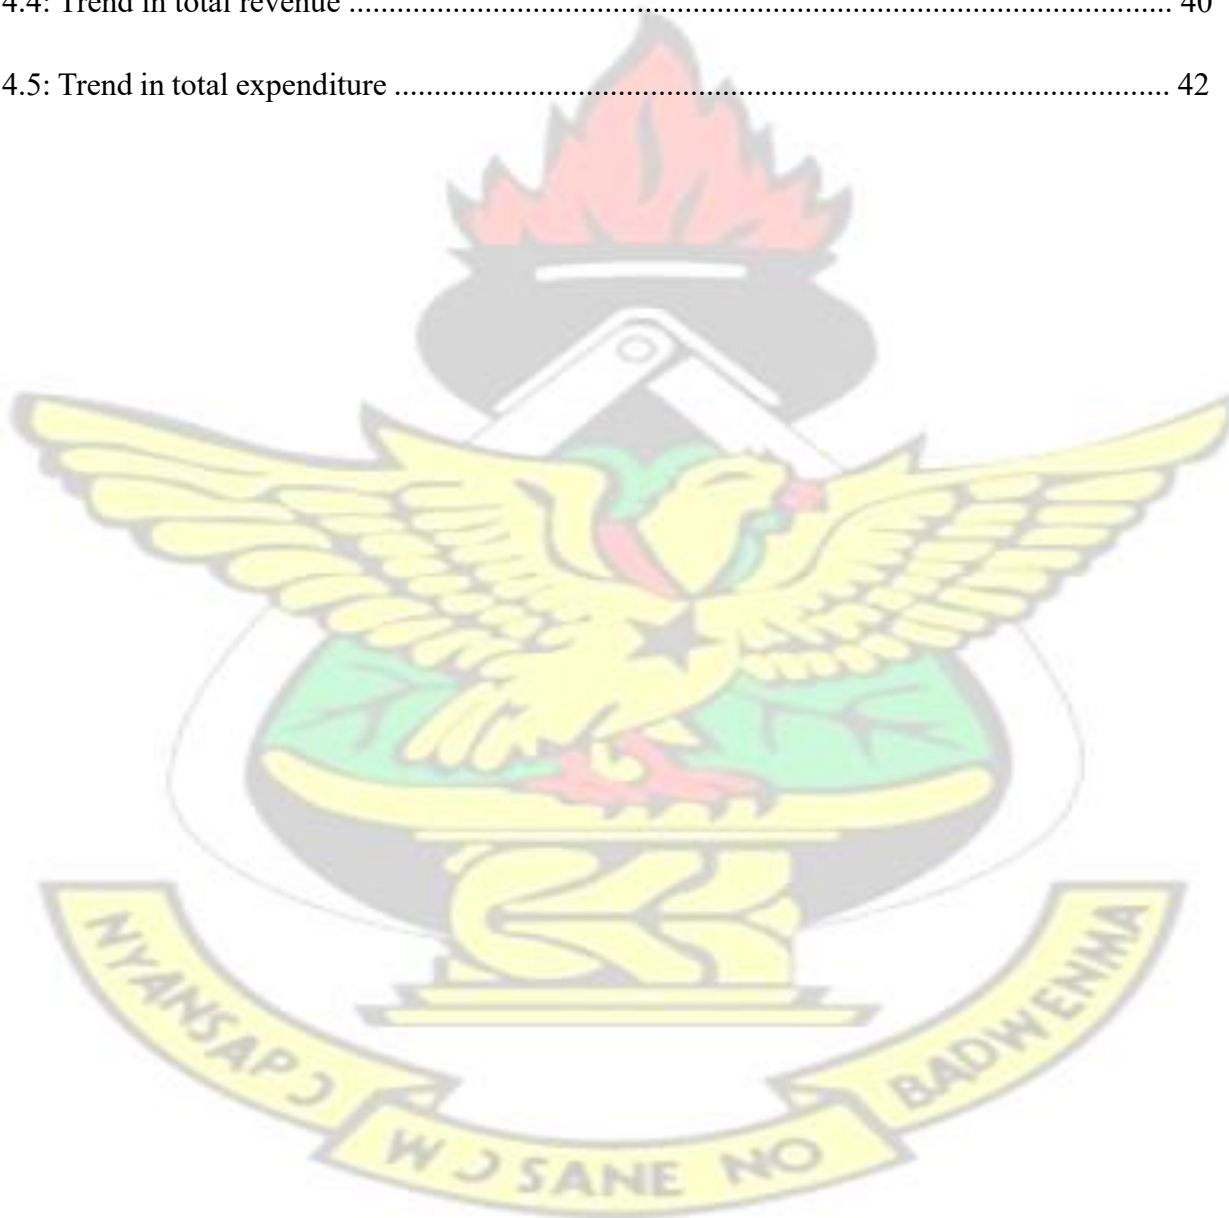 4.4: Trend in total revenue ........................................................................................................ 40
4.5: Trend in total expenditure .................................................................................................. 42
NYANSAPƆ
WƆSANE NO
BADWENMA